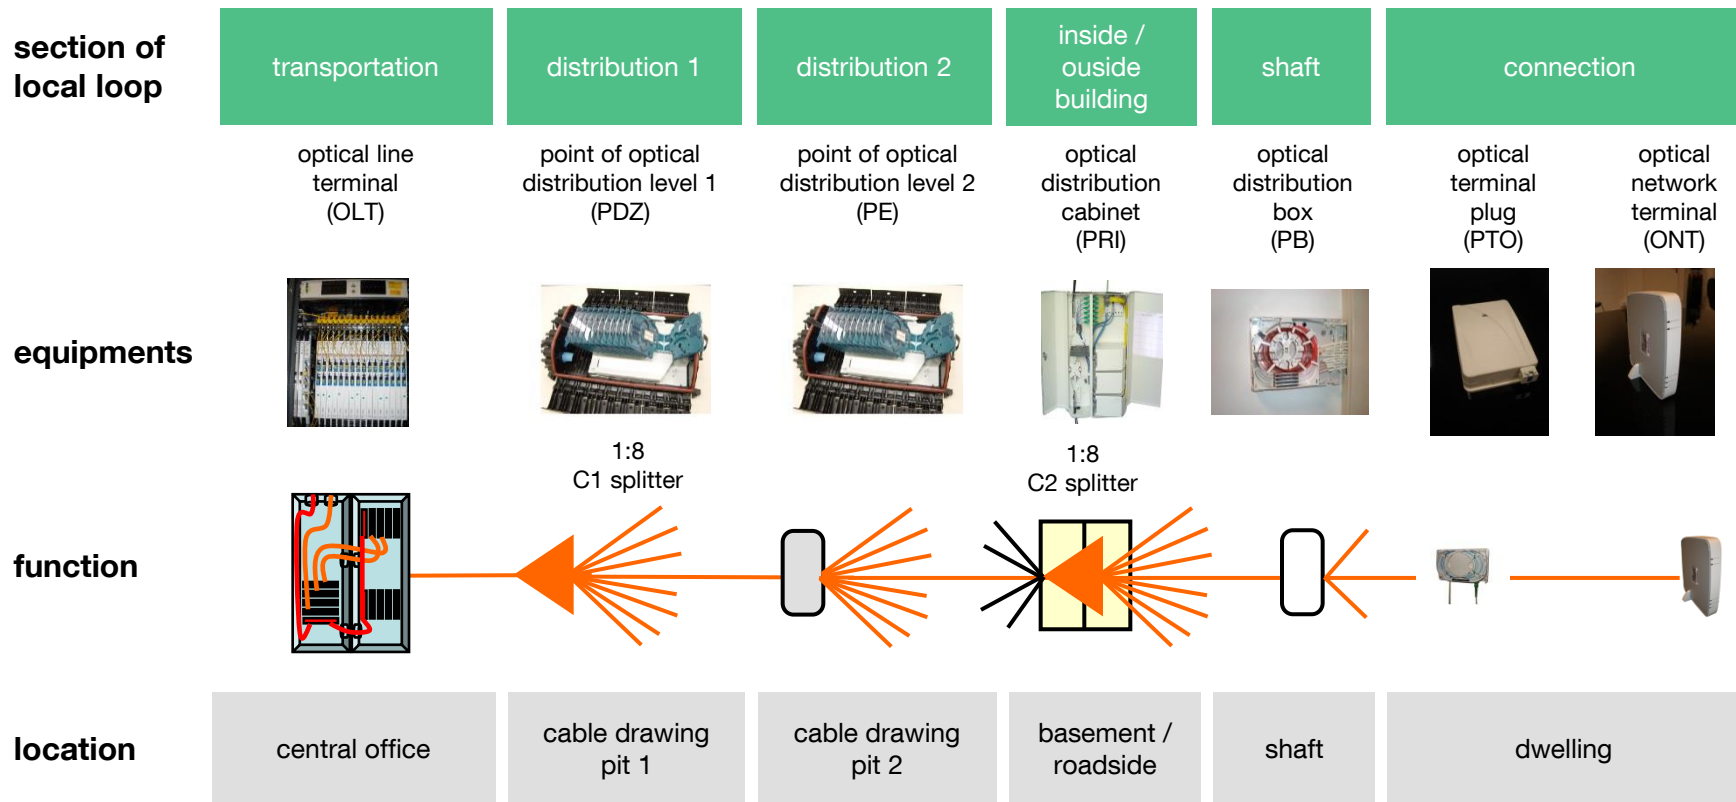 section of
local loop
transportation
distribution 1
distribution 2
inside /
ouside
building
shaft
connection
optical line
terminal
(OLT)
point of optical
distribution level 1
(PDZ)
point of optical
distribution level 2
(PE)
optical
distribution
cabinet
(PRI)
optical
distribution
box
(PB)
optical
terminal
plug
(PTO)
optical
network
terminal
(ONT)
equipments
1:8
C1 splitter
1:8
C2 splitter
function
location
central office
cable drawing
pit 1
cable drawing
pit 2
basement /
roadside
shaft
dwelling